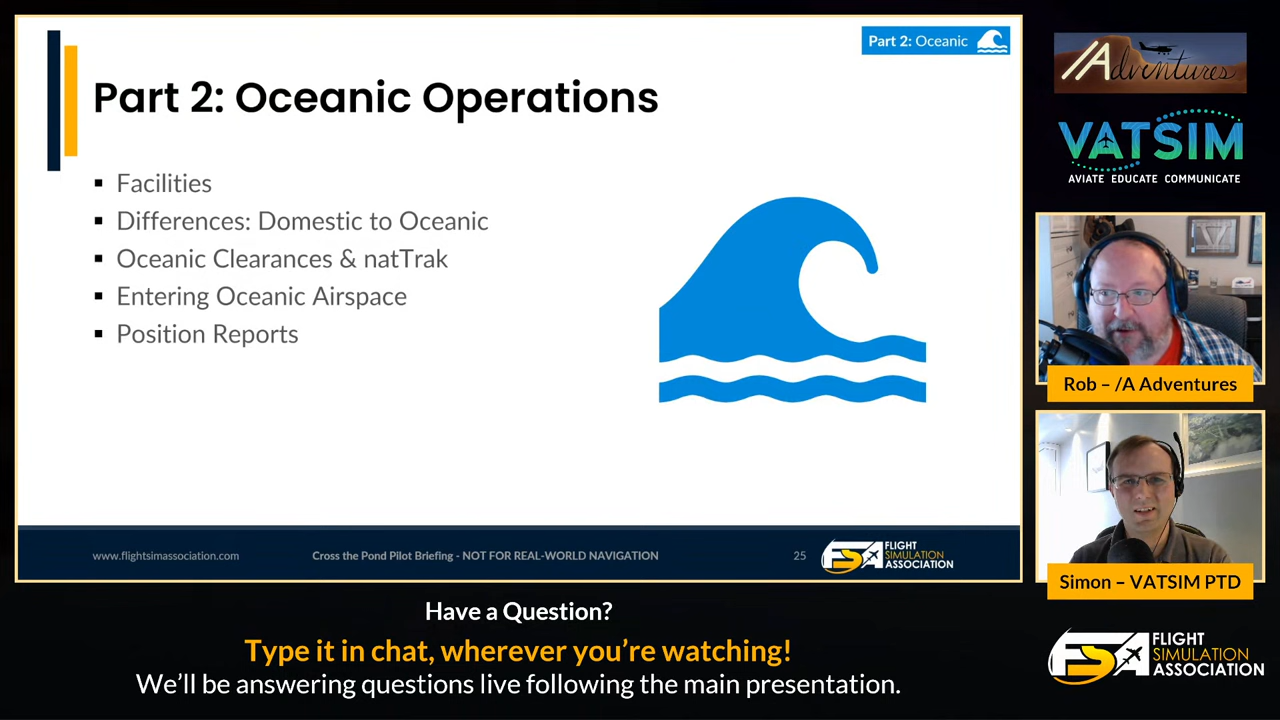 Part 2: Oceanic
Part 2: Oceanic Operations
▪ Facilities
▪ Differences: Domestic to Oceanic
▪ Oceanic Clearances & natTrak
▪ Entering Oceanic Airspace
▪ Position Reports
www.flightsimassociation.com
Cross the Pond Pilot Briefing - NOT FOR REAL-WORLD NAVIGATION
25
FSA
FLIGHT
SIMULATION
ASSOCIATION
/Adventures
VATSIM
AVIATE EDUCATE COMMUNICATE
Rob – /A Adventures
Simon – VATSIM PTD
Have a Question?
Type it in chat, wherever you're watching!
We'll be answering questions live following the main presentation.
FSA
FLIGHT
SIMULATION
ASSOCIATION